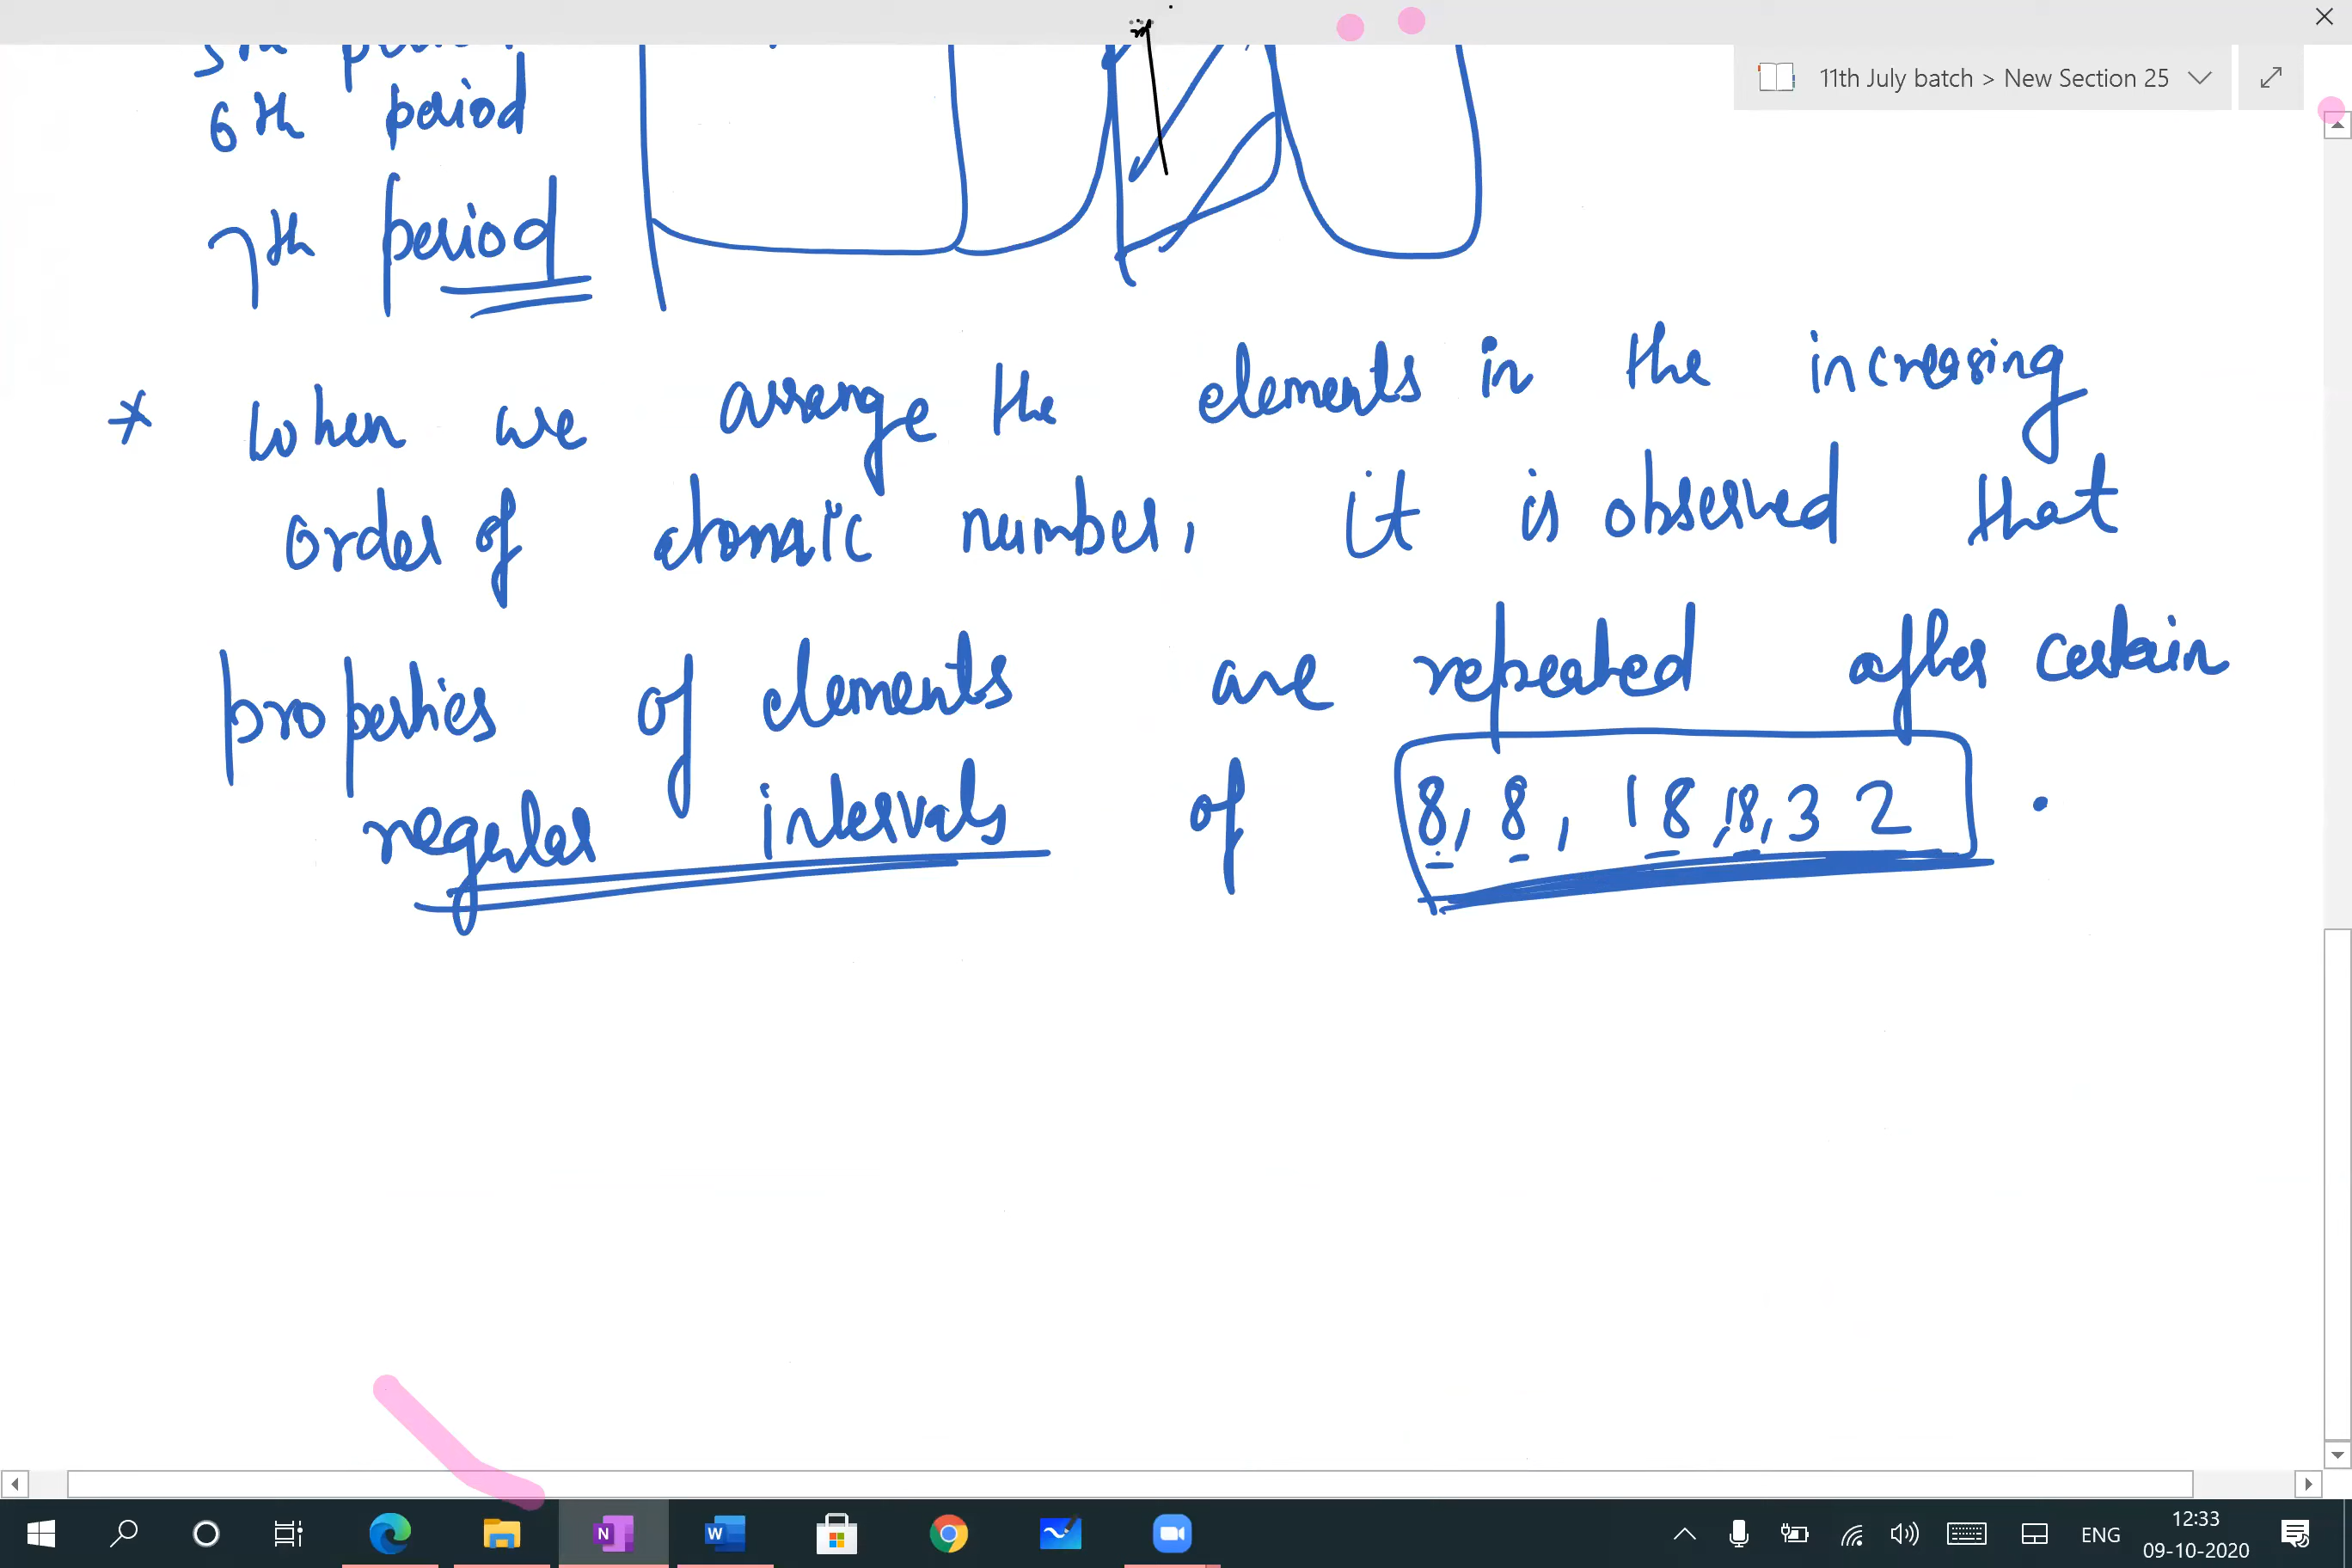 11th July batch > New Section 25
6th period
7th period
* when we arrange the elements in the increasing
order of atomic number, it is observed that
properties of elements are repeated after certain
regular intervals of 8, 8, 18, 18, 32 .
ENG
12:33
09-10-2020